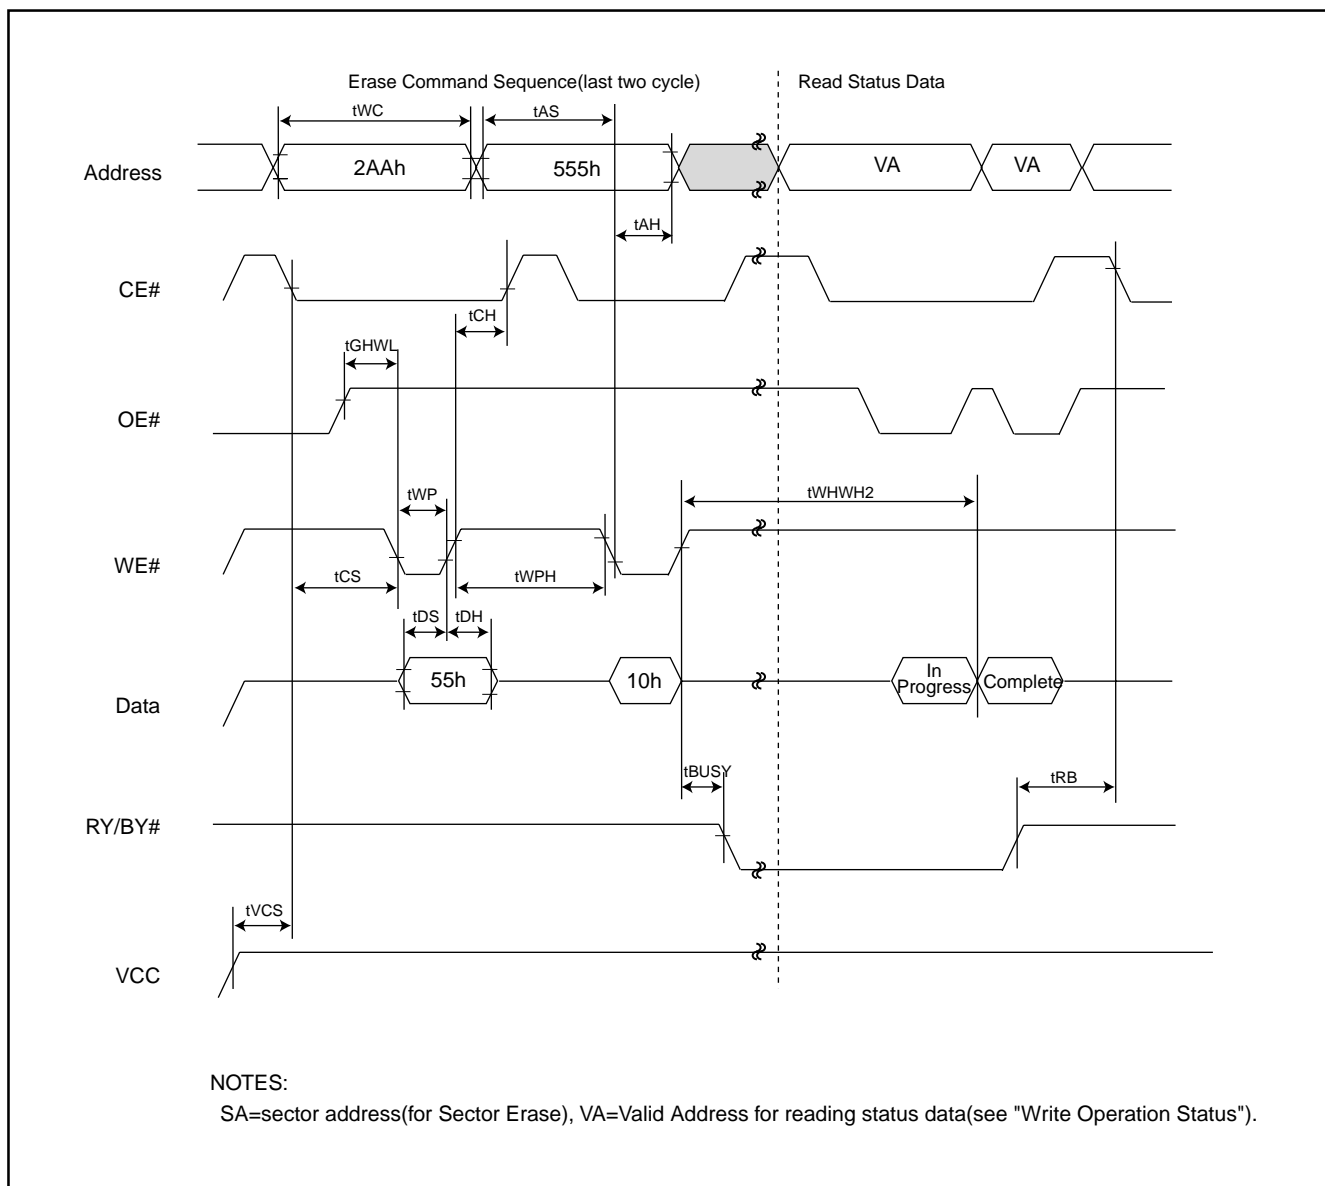 Erase Command Sequence(last two cycle) Read Status Data
tWC tAS
Address 2AAh 555h VA VA
tAH
CE#
tCH
tGHWL
OE#
tWP tWHWH2
WE#
tCS tWPH
tDS tDH
Data 55h 10h In Progress Complete
tBUSY tRB
RY/BY#
tVCS
VCC
NOTES:
SA=sector address(for Sector Erase), VA=Valid Address for reading status data(see "Write Operation Status").